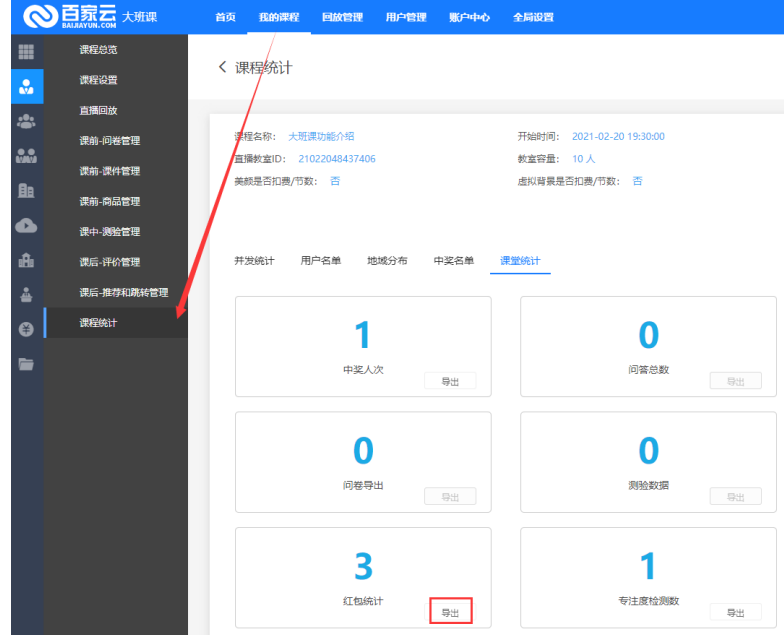 百家云 大班课 首页 我的课程 回放管理 用户管理 账户中心 全局设置
BAIJIAYUN.COM
课程总览
课程设置
直播回放
课前-问卷管理
课前-课件管理
课前-商品管理
课中-测验管理
课后-评价管理
课后-推荐和跳转管理
课程统计
课程统计
课程名称: 大班课功能介绍 开始时间: 2021-02-20 19:30:00
直播教室ID: 21022048437406 教室容量: 10 人
美颜是否扣费/节数: 否 虚拟背景是否扣费/节数: 否
并发统计 用户名单 地域分布 中奖名单 课堂统计
1 0
中奖人次 问答总数
导出 导出
0 0
问卷导出 测验数据
导出 导出
3 1
红包统计 专注度检测数
导出 导出